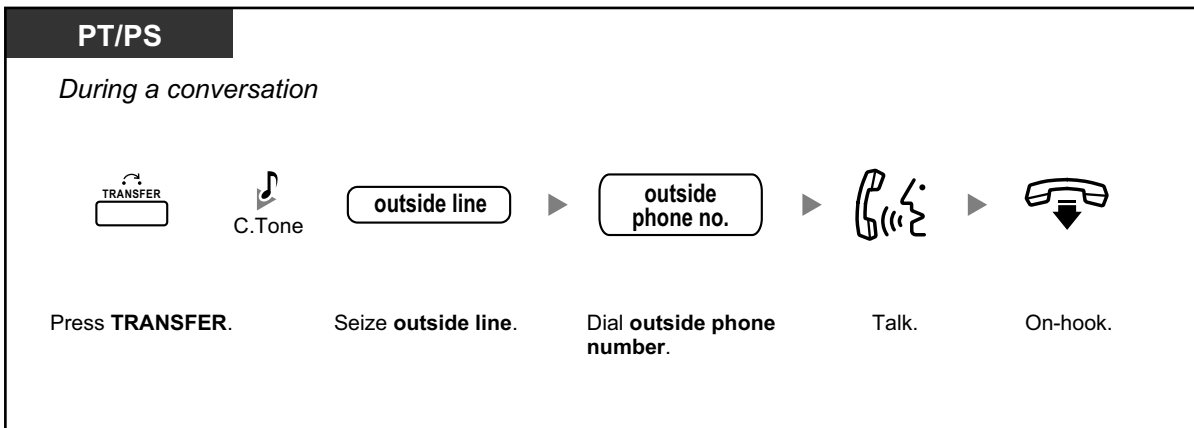 PT/PS
During a conversation
TRANSFER
C.Tone
outside line
outside
phone no.
Press TRANSFER.
Seize outside line.
Dial outside phone
number.
Talk.
On-hook.